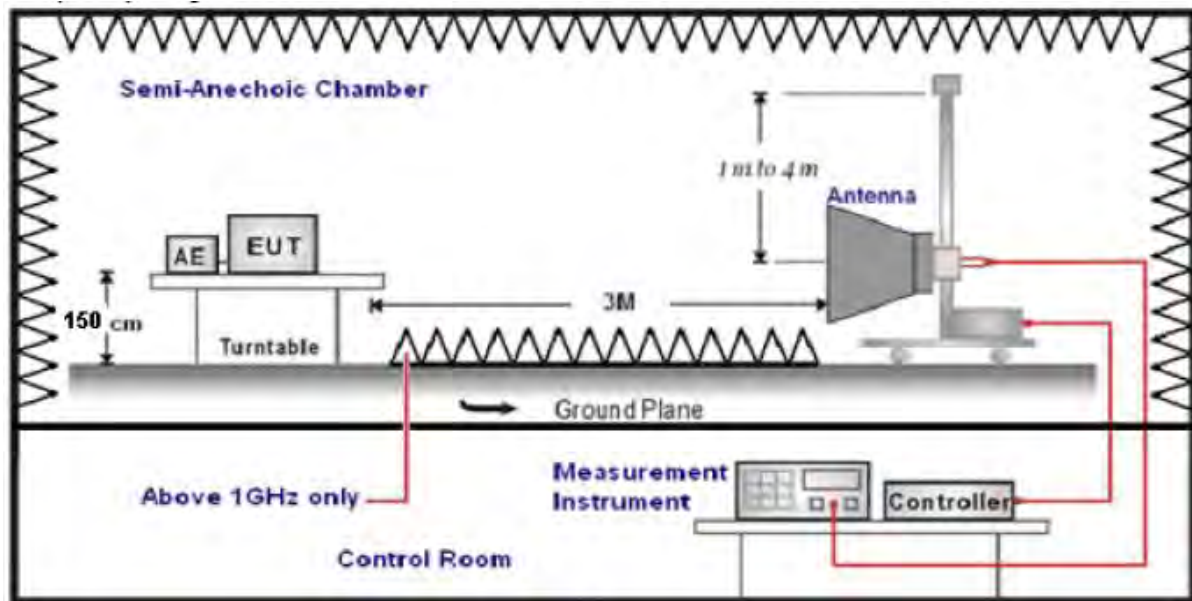 Semi-Anechoic Chamber
1 m to 4 m
Antenna
AE
EUT
3M
150 cm
Turntable
Ground Plane
Above 1GHz only
Measurement
Instrument
Controller
Control Room